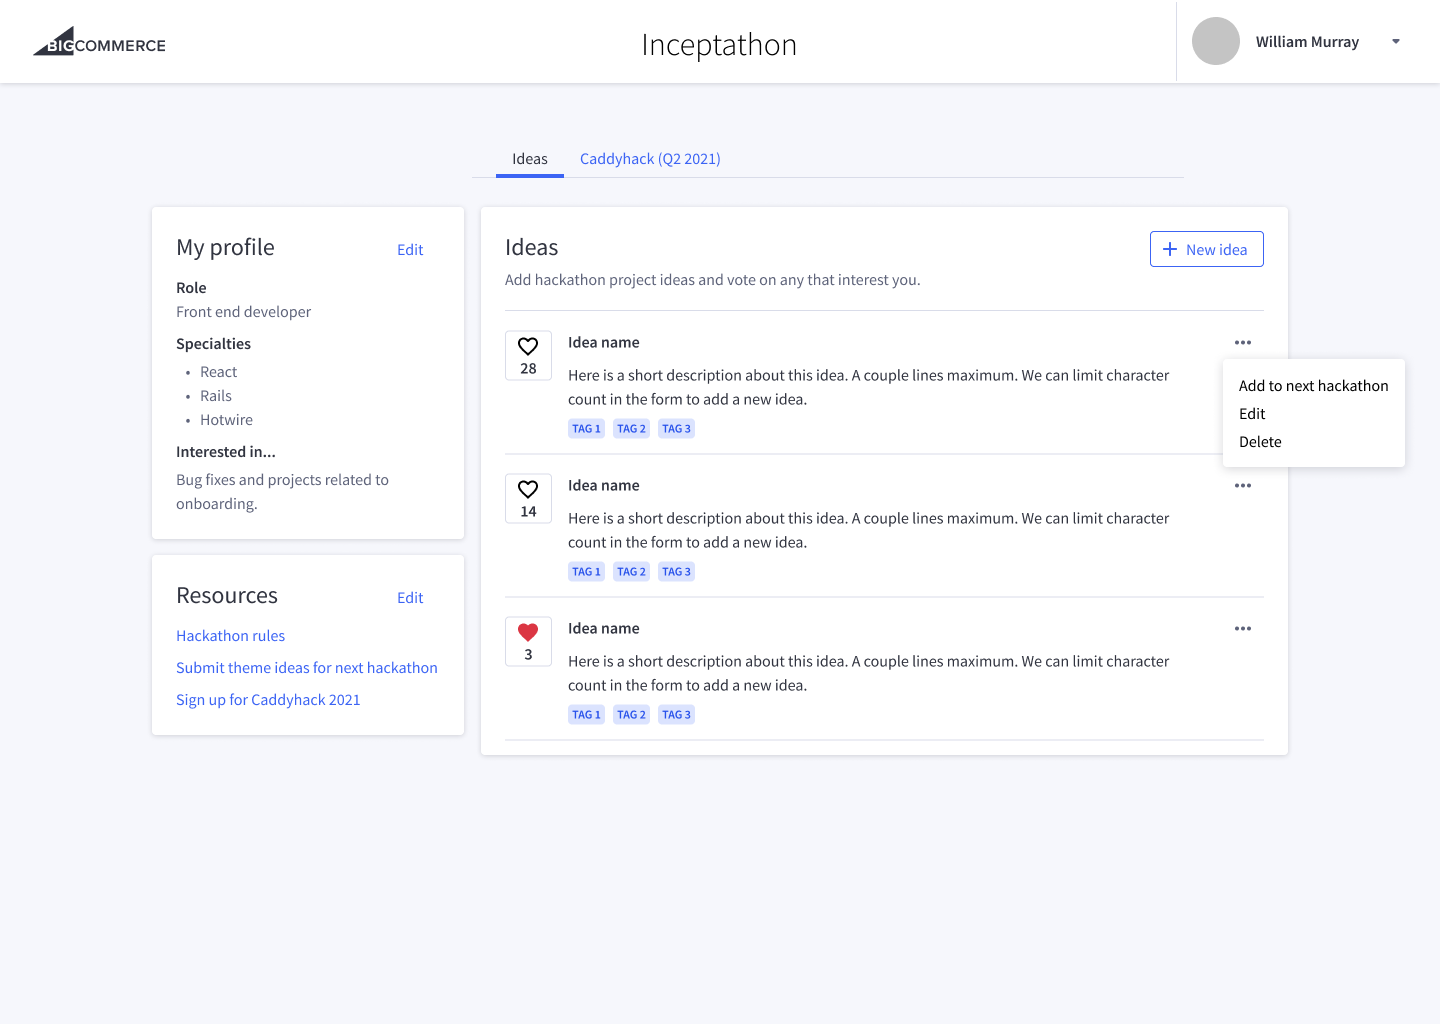 BIGCOMMERCE
Inceptathon
William Murray
Ideas
Caddyhack (Q2 2021)
My profile
Edit
Role
Front end developer
Specialties
• React
• Rails
• Hotwire
Interested in...
Bug fixes and projects related to
onboarding.
Resources
Edit
Hackathon rules
Submit theme ideas for next hackathon
Sign up for Caddyhack 2021
Ideas
New idea
Add hackathon project ideas and vote on any that interest you.
28
Idea name
Here is a short description about this idea. A couple lines maximum. We can limit character
count in the form to add a new idea.
TAG 1 TAG 2 TAG 3
Add to next hackathon
Edit
Delete
14
Idea name
Here is a short description about this idea. A couple lines maximum. We can limit character
count in the form to add a new idea.
TAG 1 TAG 2 TAG 3
3
Idea name
Here is a short description about this idea. A couple lines maximum. We can limit character
count in the form to add a new idea.
TAG 1 TAG 2 TAG 3